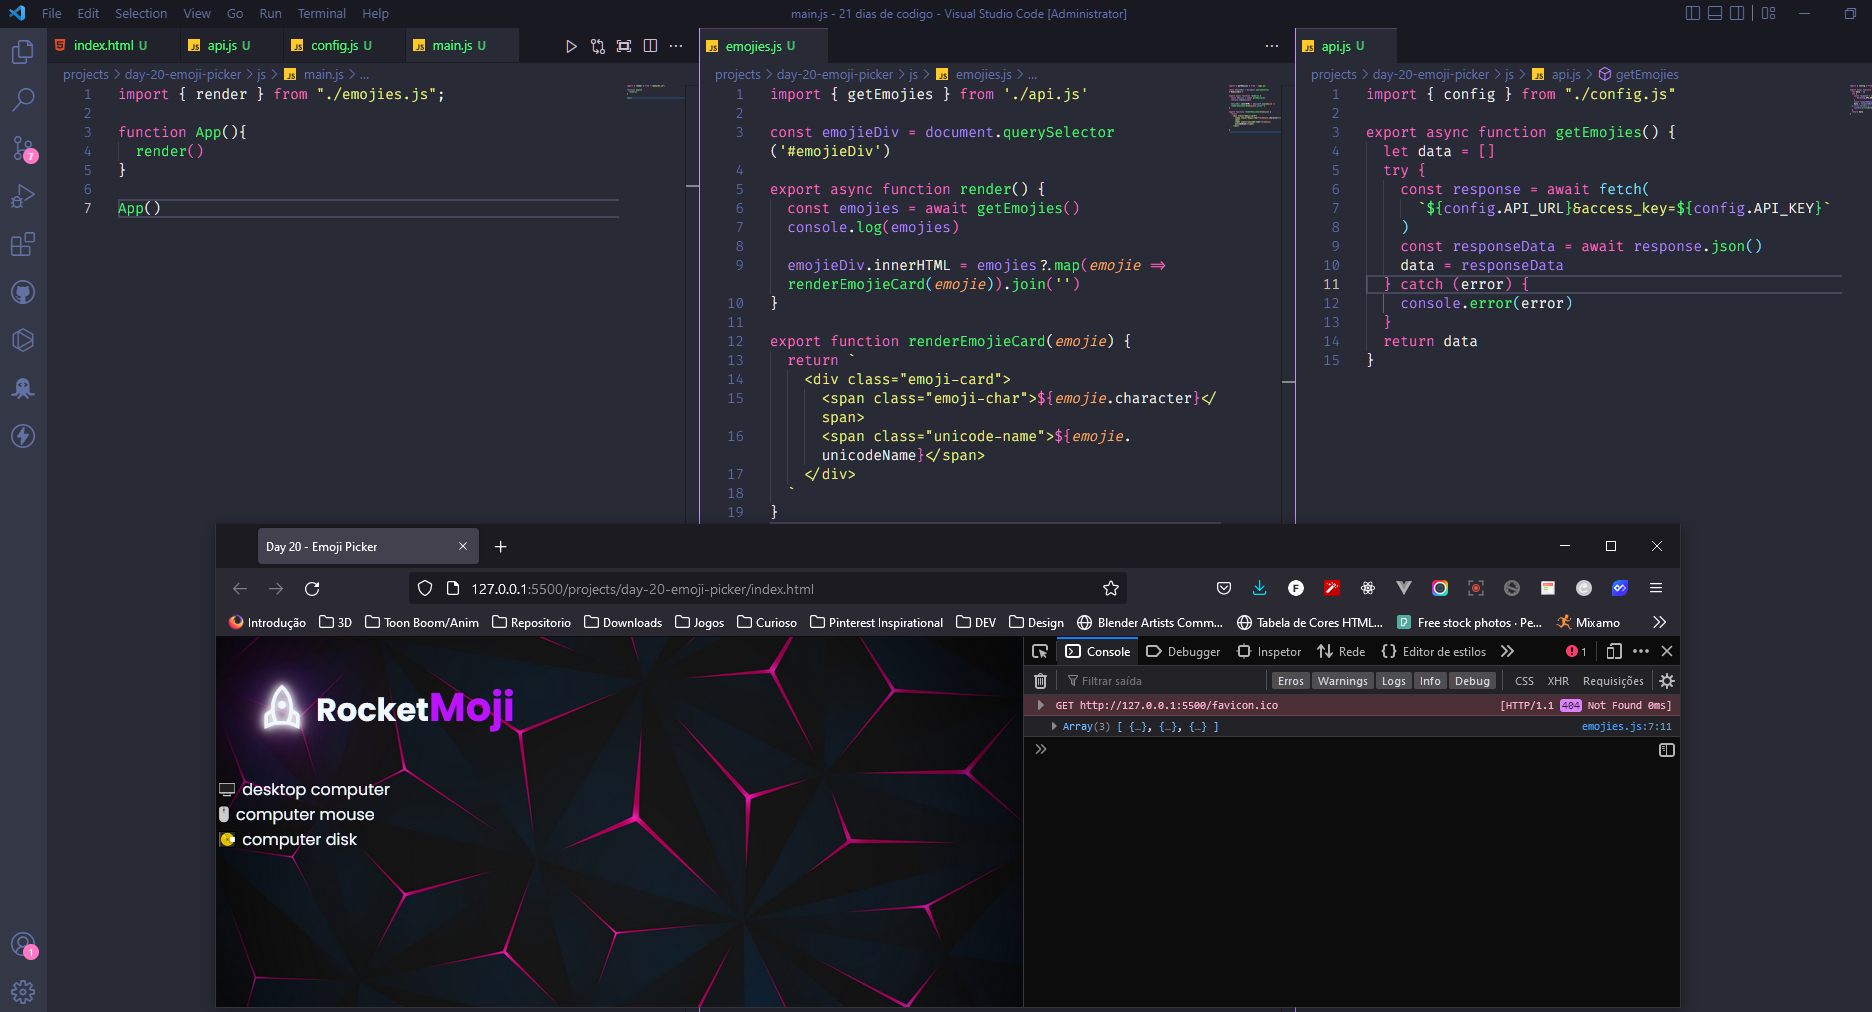 File Edit Selection View Go Run Terminal Help
main.js - 21 dias de codigo - Visual Studio Code [Administrator]
index.html U
api.js U
config.js U
main.js U
projects > day-20-emoji-picker > js > main.js > ...
1 import { render } from "./emojies.js";
2
3 function App(){
4 render()
5 }
6
7 App()
emojies.js U
projects > day-20-emoji-picker > js > emojies.js > ...
1 import { getEmojies } from './api.js'
2
3 const emojieDiv = document.querySelector
('#emojieDiv')
4
5 export async function render() {
6 const emojies = await getEmojies()
7 console.log(emojies)
8
9 emojieDiv.innerHTML = emojies?.map(emojie =>
renderEmojieCard(emojie)).join('')
10 }
11
12 export function renderEmojieCard(emojie) {
13 return `
14 <div class="emoji-card">
15 <span class="emoji-char">${emojie.character}</
span>
16 <span class="unicode-name">${emojie.
unicodeName}</span>
17 </div>
18 `
19 }
api.js U
projects > day-20-emoji-picker > js > api.js > getEmojies
1 import { config } from "./config.js"
2
3 export async function getEmojies() {
4 let data = []
5 try {
6 const response = await fetch(
7 `${config.API_URL}&access_key=${config.API_KEY}`
8 )
9 const responseData = await response.json()
10 data = responseData
11 } catch (error) {
12 console.error(error)
13 }
14 return data
15 }
7
1
Day 20 - Emoji Picker
127.0.0.1:5500/projects/day-20-emoji-picker/index.html
Introdução 3D Toon Boom/Anim Repositorio Downloads Jogos Curioso Pinterest Inspirational DEV Design Blender Artists Comm... Tabela de Cores HTML... Free stock photos · Pe... Mixamo
RocketMoji
desktop computer
computer mouse
computer disk
Console Debugger Inspetor Rede Editor de estilos 1
Filtrar saída Erros Warnings Logs Info Debug CSS XHR Requisições
GET http://127.0.0.1:5500/favicon.ico [HTTP/1.1 404 Not Found 0ms]
Array(3) [ {…}, {…}, {…} ] emojies.js:7:11